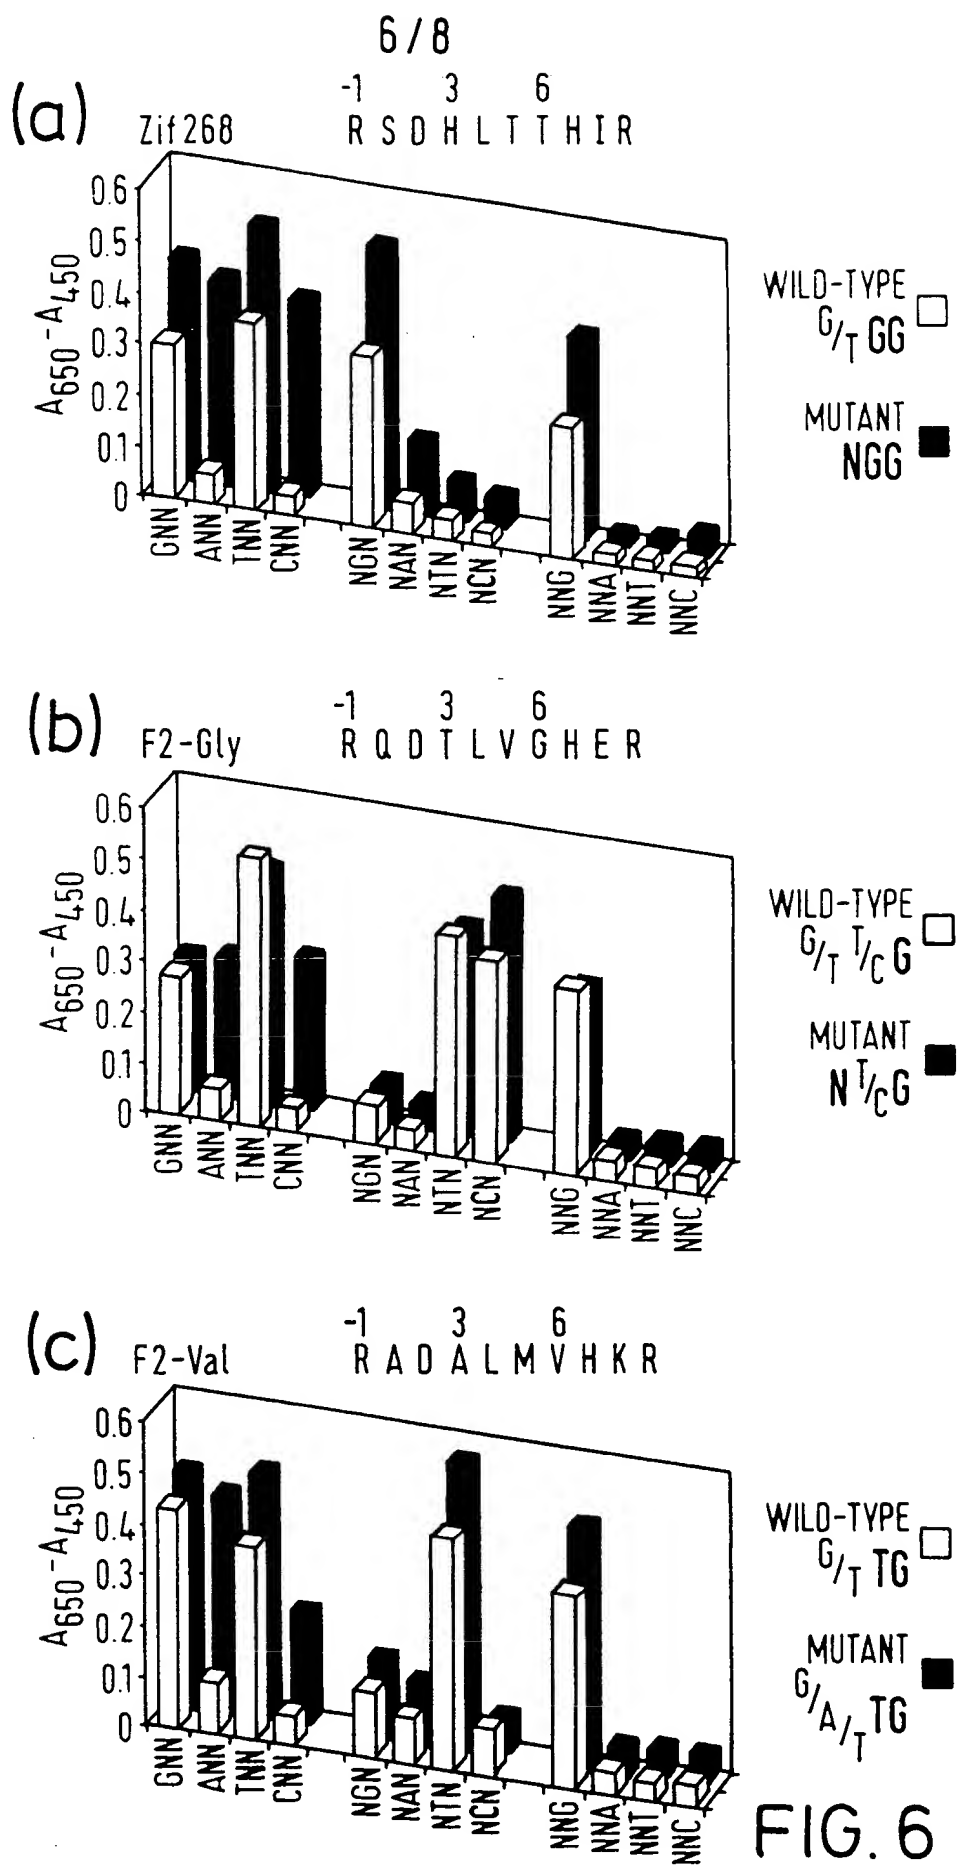 6/8
(a)
Zif268
-1 3 6
R S D H L T T H I R
A650-A450
0.6
0.5
0.4
0.3
0.2
0.1
0
GNN ANN TNN CNN NGN NAN NTN NCN NNG NNA NNT NNC
WILD-TYPE
G/T GG
MUTANT
NGG
(b)
F2-Gly
-1 3 6
R Q D T L V G H E R
A650-A450
0.6
0.5
0.4
0.3
0.2
0.1
0
GNN ANN TNN CNN NGN NAN NTN NCN NNG NNA NNT NNC
WILD-TYPE
G/T T/C G
MUTANT
N T/C G
(c)
F2-Val
-1 3 6
R A D A L M V H K R
A650-A450
0.6
0.5
0.4
0.3
0.2
0.1
0
GNN ANN TNN CNN NGN NAN NTN NCN NNG NNA NNT NNC
WILD-TYPE
G/T TG
MUTANT
G/A/T TG
FIG. 6